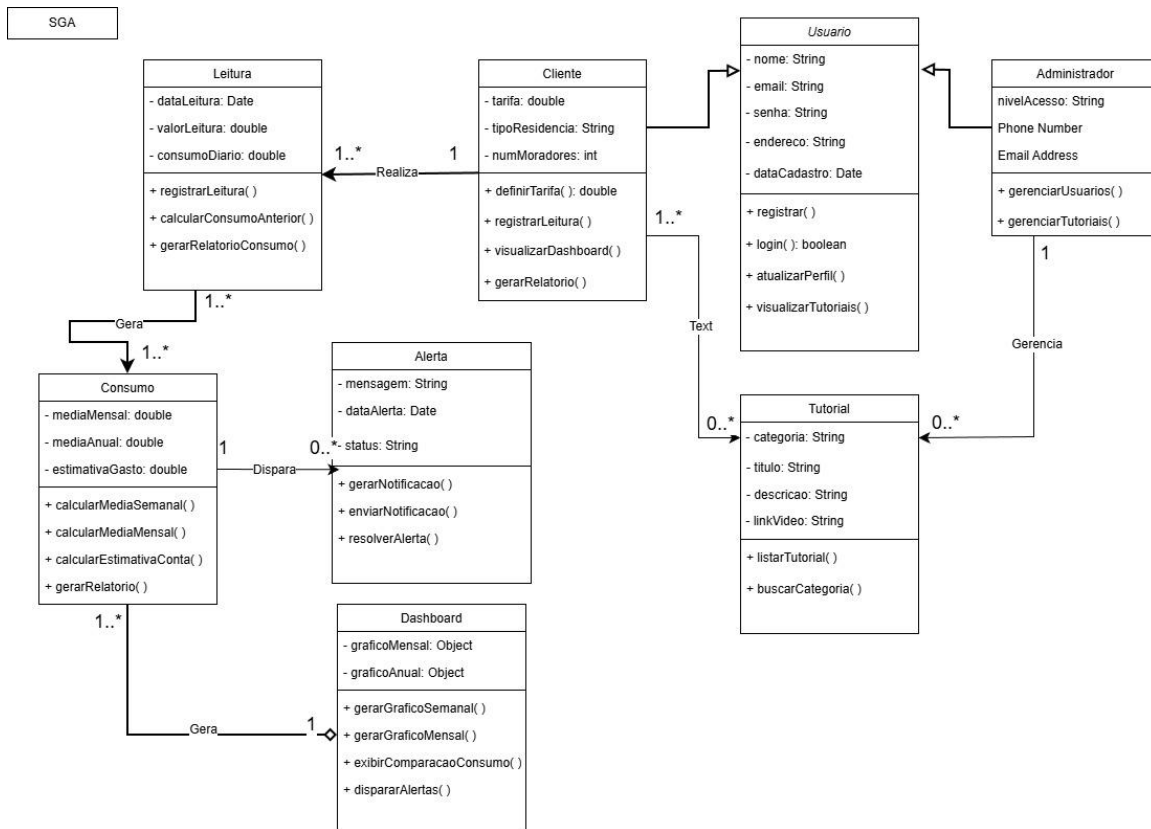 SGA
Leitura
- dataLeitura: Date
- valorLeitura: double
- consumoDiario: double
+ registrarLeitura( )
+ calcularConsumoAnterior( )
+ gerarRelatorioConsumo( )
1..*
Realiza
1
Cliente
- tarifa: double
- tipoResidencia: String
- numMoradores: int
+ definirTarifa( ): double
+ registrarLeitura( )
+ visualizarDashboard( )
+ gerarRelatorio( )
Usuario
- nome: String
- email: String
- senha: String
- endereco: String
- dataCadastro: Date
+ registrar( )
+ login( ): boolean
+ atualizarPerfil( )
+ visualizarTutoriais( )
Administrador
nivelAcesso: String
Phone Number
Email Address
+ gerenciarUsuarios( )
+ gerenciarTutoriais( )
1..*
Text
0..*
1
Gerencia
0..*
1..*
Gera
1..*
Consumo
- mediaMensal: double
- mediaAnual: double
- estimativaGasto: double
+ calcularMediaSemanal( )
+ calcularMediaMensal( )
+ calcularEstimativaConta( )
+ gerarRelatorio( )
1
Dispara
0..*
Alerta
- mensagem: String
- dataAlerta: Date
- status: String
+ gerarNotificacao( )
+ enviarNotificacao( )
+ resolverAlerta( )
Tutorial
- categoria: String
- titulo: String
- descricao: String
- linkVideo: String
+ listarTutorial( )
+ buscarCategoria( )
1..*
Gera
1
Dashboard
- graficoMensal: Object
- graficoAnual: Object
+ gerarGraficoSemanal( )
+ gerarGraficoMensal( )
+ exibirComparacaoConsumo( )
+ dispararAlertas( )